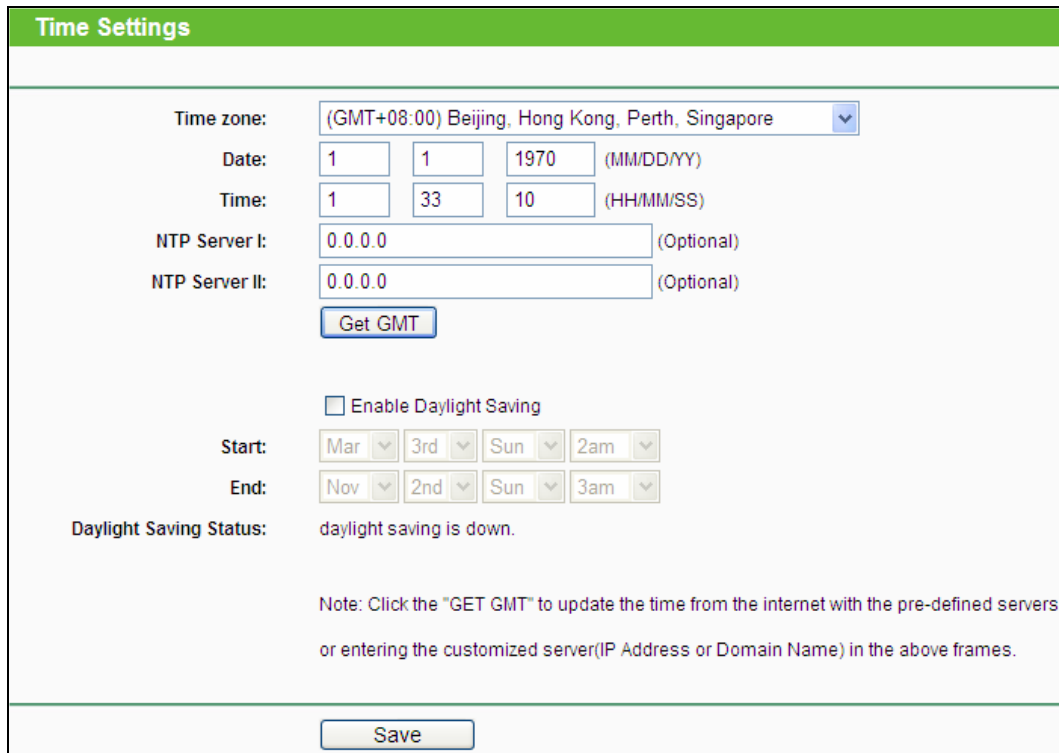 Time Settings
Time zone: (GMT+08:00) Beijing, Hong Kong, Perth, Singapore
Date: 1 1 1970 (MM/DD/YY)
Time: 1 33 10 (HH/MM/SS)
NTP Server I: 0.0.0.0 (Optional)
NTP Server II: 0.0.0.0 (Optional)
Get GMT
Enable Daylight Saving
Start: Mar 3rd Sun 2am
End: Nov 2nd Sun 3am
Daylight Saving Status: daylight saving is down.
Note: Click the "GET GMT" to update the time from the internet with the pre-defined servers
or entering the customized server(IP Address or Domain Name) in the above frames.
Save